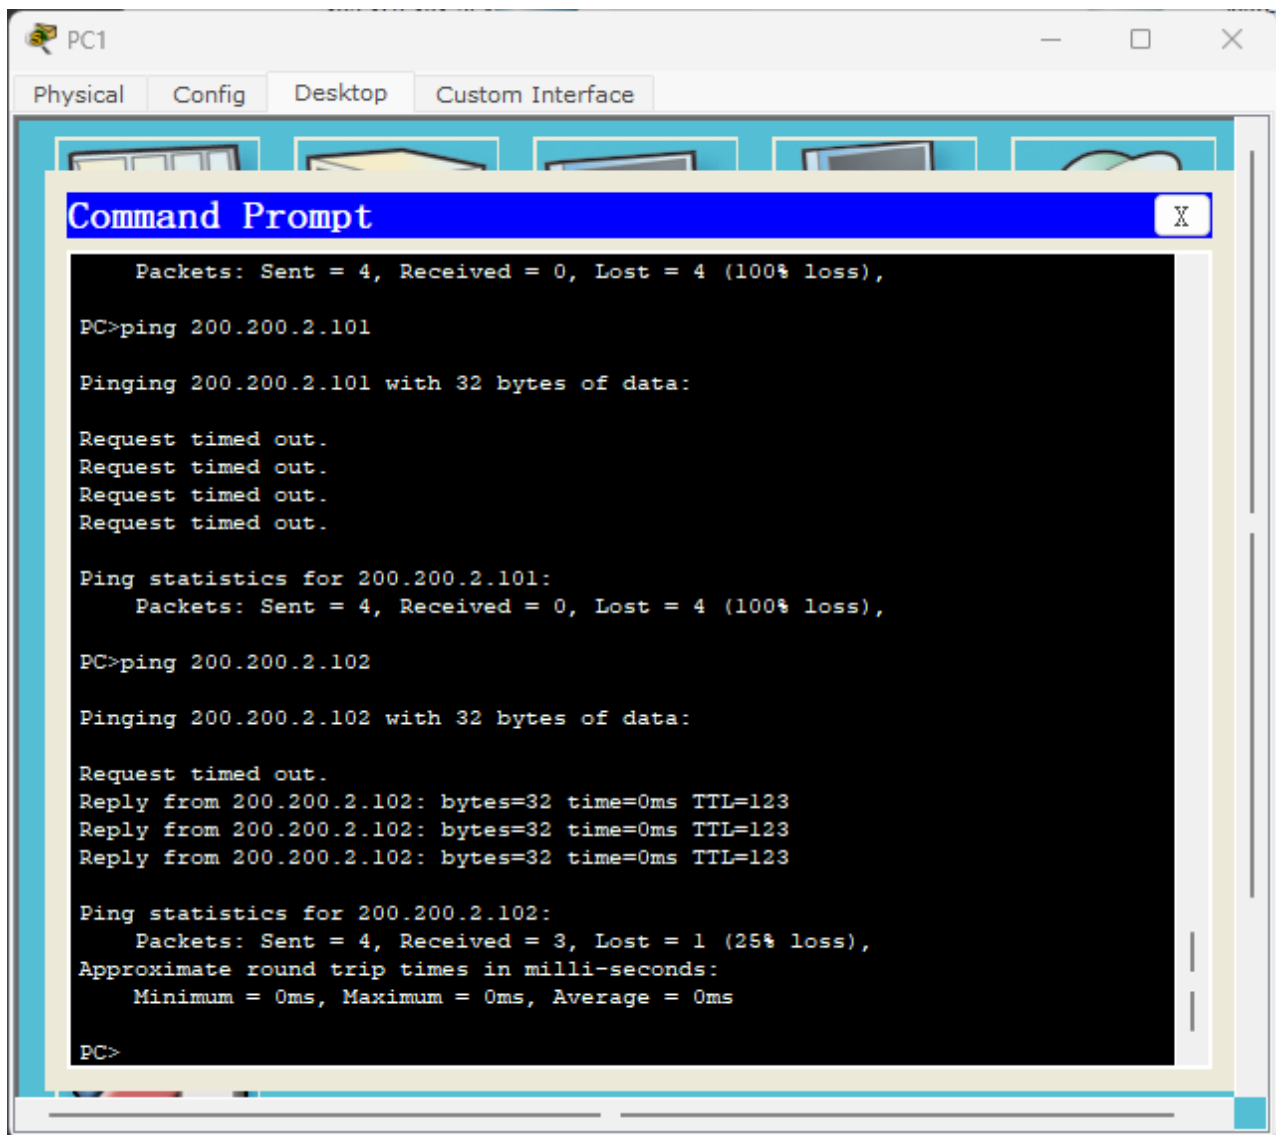 PC1
Physical Config Desktop Custom Interface
Command Prompt
X
Packets: Sent = 4, Received = 0, Lost = 4 (100% loss),
PC>ping 200.200.2.101
Pinging 200.200.2.101 with 32 bytes of data:
Request timed out.
Request timed out.
Request timed out.
Request timed out.
Ping statistics for 200.200.2.101:
Packets: Sent = 4, Received = 0, Lost = 4 (100% loss),
PC>ping 200.200.2.102
Pinging 200.200.2.102 with 32 bytes of data:
Request timed out.
Reply from 200.200.2.102: bytes=32 time=0ms TTL=123
Reply from 200.200.2.102: bytes=32 time=0ms TTL=123
Reply from 200.200.2.102: bytes=32 time=0ms TTL=123
Ping statistics for 200.200.2.102:
Packets: Sent = 4, Received = 3, Lost = 1 (25% loss),
Approximate round trip times in milli-seconds:
Minimum = 0ms, Maximum = 0ms, Average = 0ms
PC>